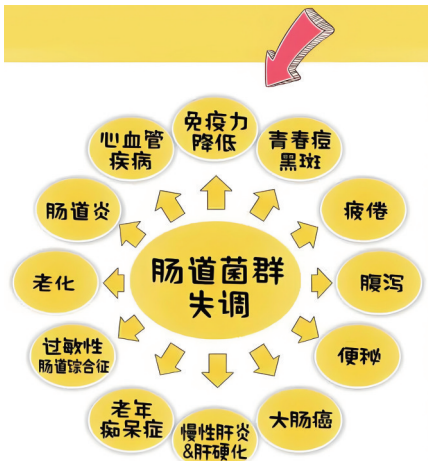 免疫力
降低
青春痘
黑斑
疲倦
腹泻
便秘
大肠癌
慢性肝炎
&肝硬化
老年
痴呆症
过敏性
肠道综合征
老化
肠道炎
心血管
疾病
肠道菌群
失调